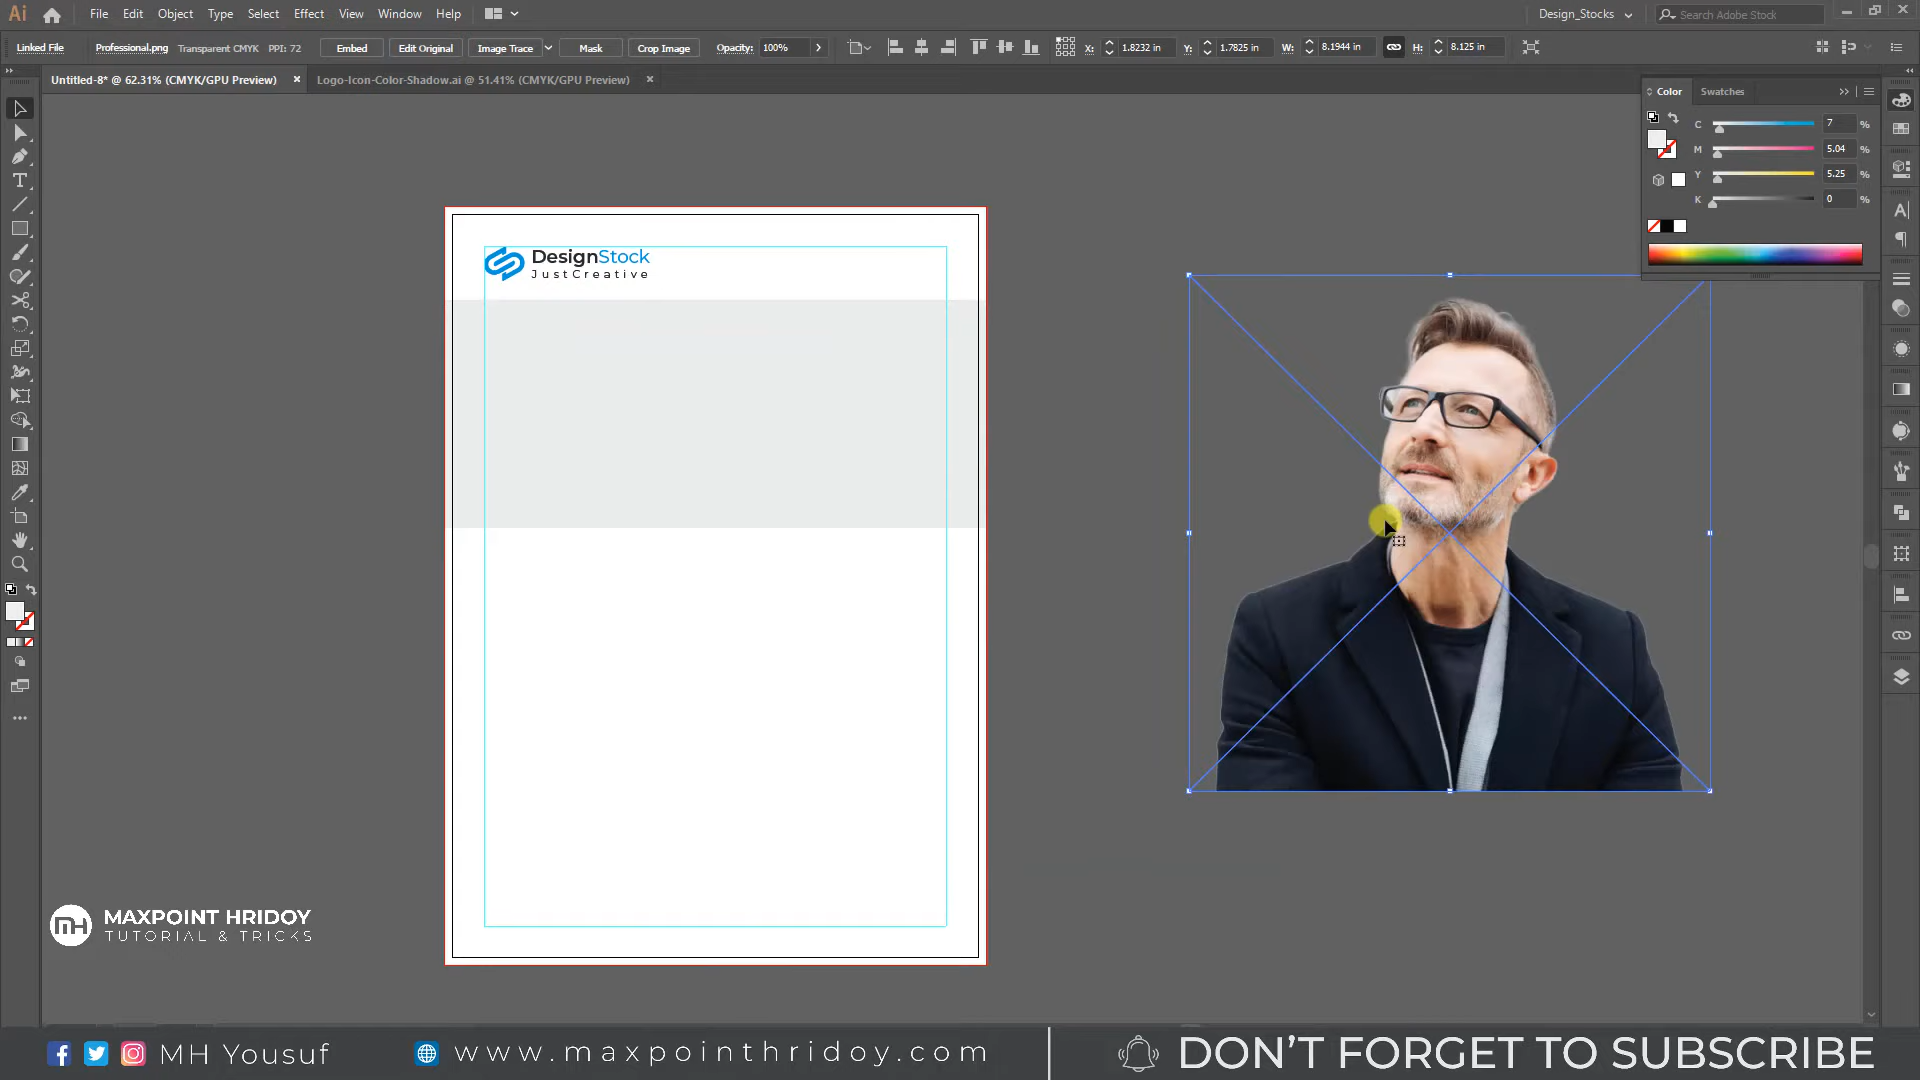 Ai File Edit Object Type Select Effect View Window Help Design_Stocks Search Adobe Stock
Linked File Professional.png Transparent CMYK PPI: 72 Embed Edit Original Image Trace Mask Crop Image Opacity: 100% X: 1.8232 in Y: 1.7825 in W: 8.1944 in H: 8.125 in
Untitled-8* @ 62.31% (CMYK/GPU Preview) × Logo-Icon-Color-Shadow.ai @ 51.41% (CMYK/GPU Preview) ×
Color Swatches
C 7 %
M 5.04 %
Y 5.25 %
K 0 %
DesignStock
JustCreative
MH MAXPOINT HRIDOY
TUTORIAL & TRICKS
MH Yousuf www.maxpointhridoy.com DON'T FORGET TO SUBSCRIBE